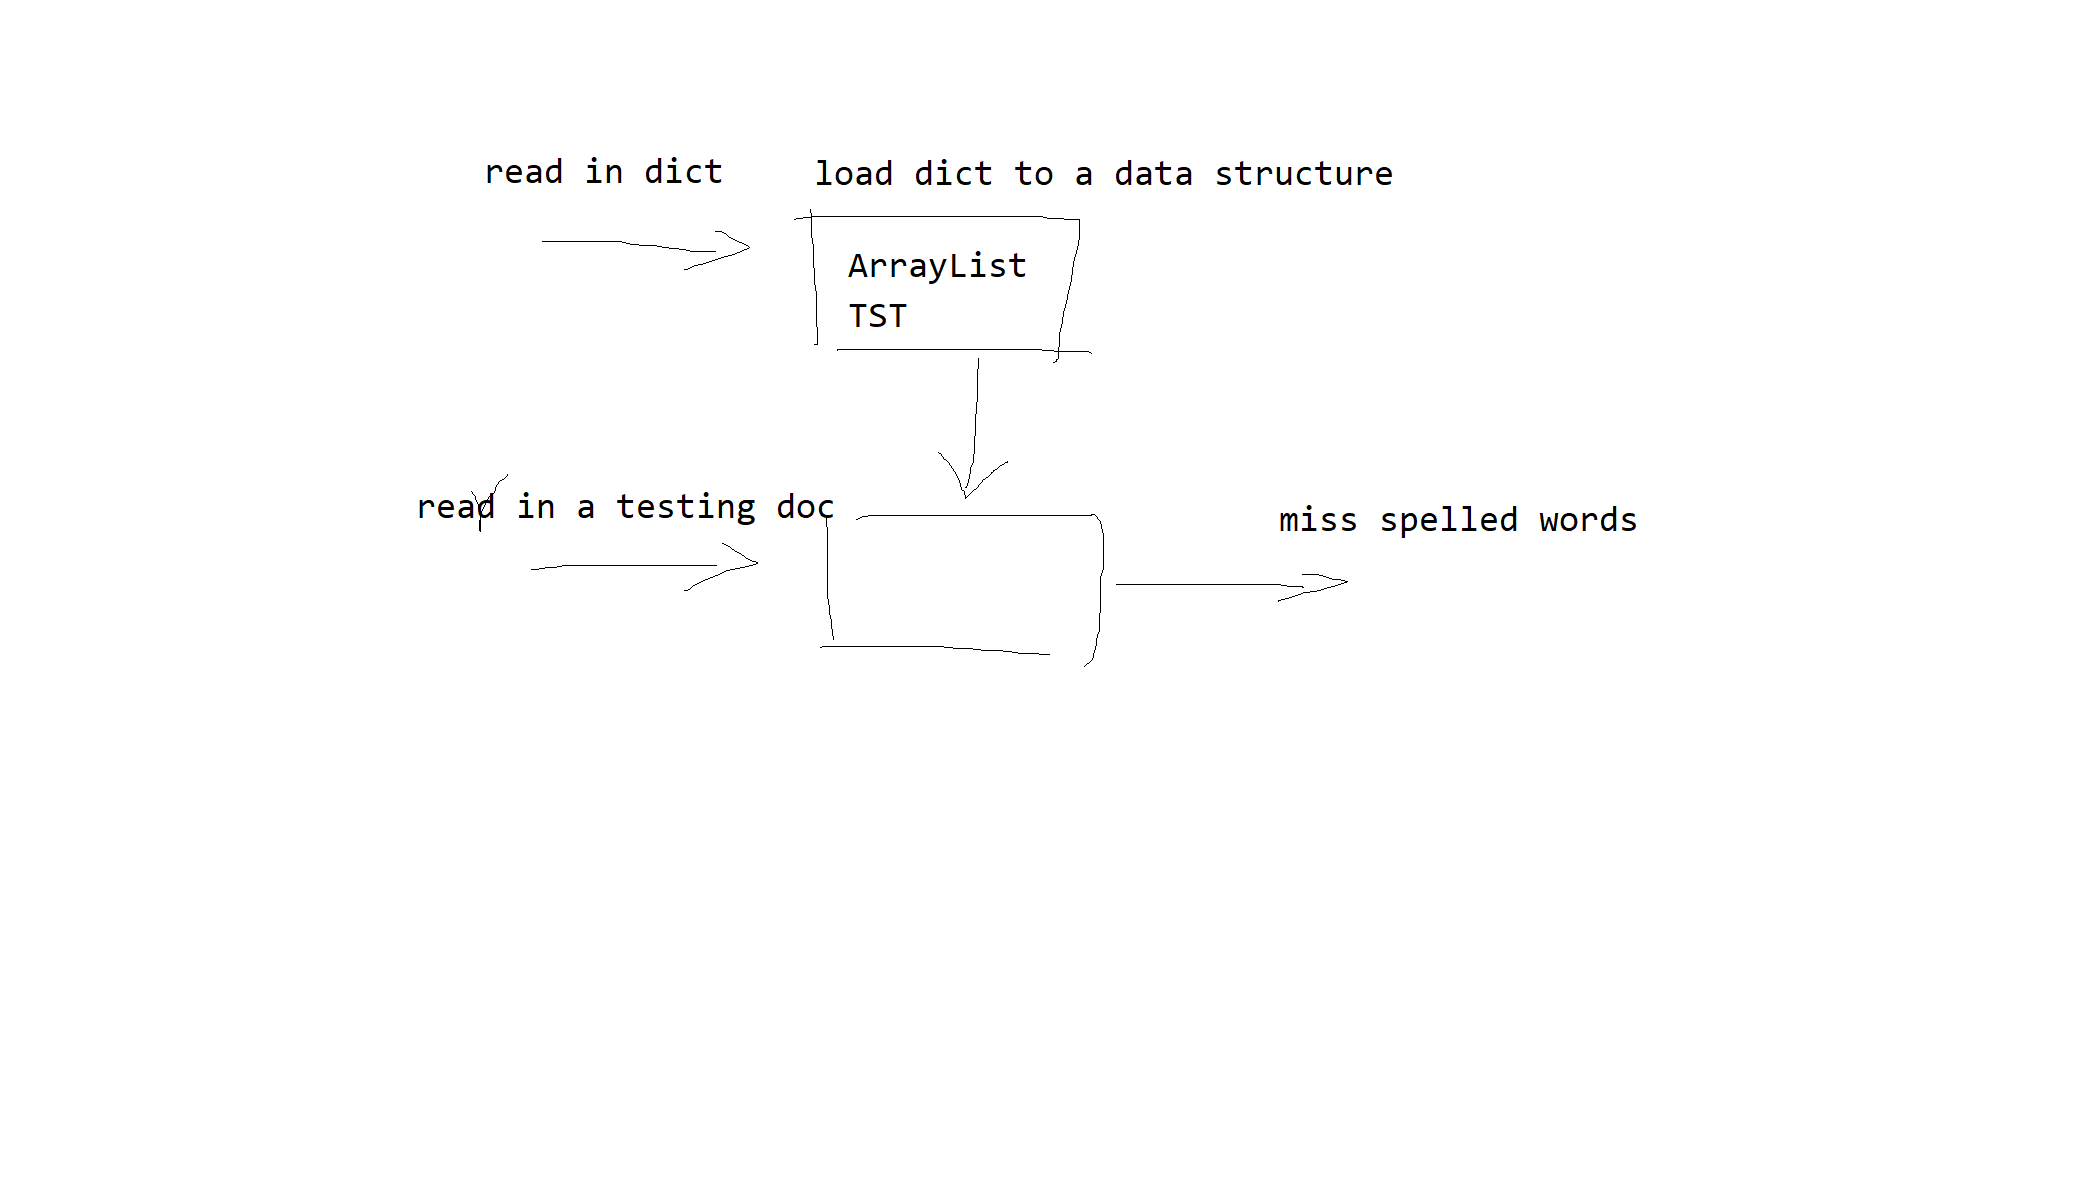 read in dict
load dict to a data structure
ArrayList
TST
read in a testing doc
miss spelled words